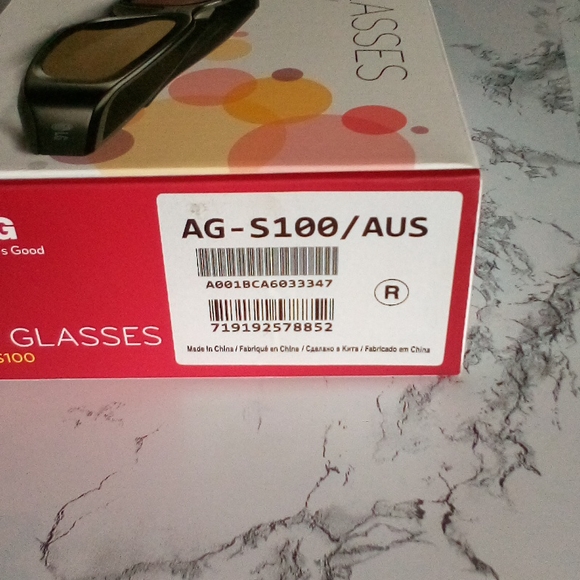 LASSES
G
s Good
GLASSES
S100
AG-S100/AUS
A001BCA6033347
R
719192578852
Made in China / Fabriqué en Chine / Сделано в Китае / Fabricado em China